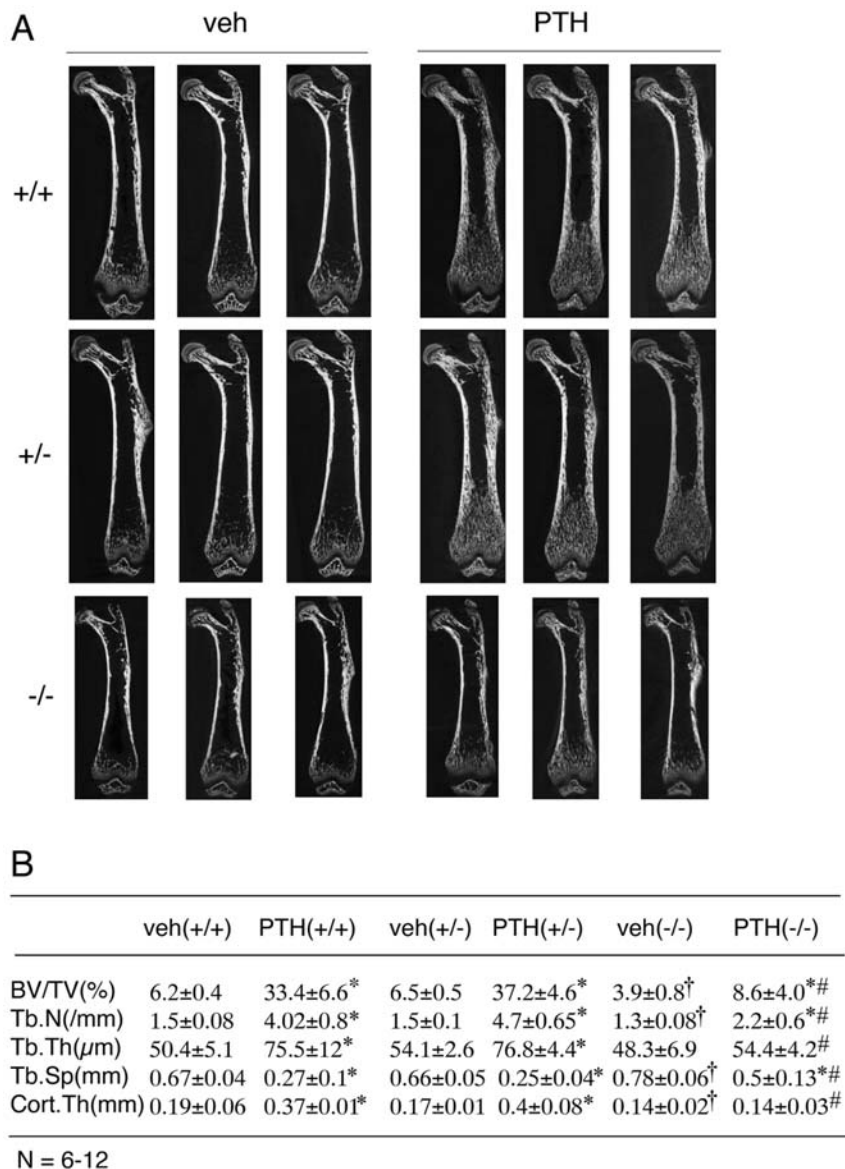 A
veh PTH
+/+
+/-
-/-
B
veh(+/+) PTH(+/+) veh(+/-) PTH(+/-) veh(-/-) PTH(-/-)
BV/TV(%) 6.2±0.4 33.4±6.6* 6.5±0.5 37.2±4.6* 3.9±0.8† 8.6±4.0*#
Tb.N(/mm) 1.5±0.08 4.02±0.8* 1.5±0.1 4.7±0.65* 1.3±0.08† 2.2±0.6*#
Tb.Th(µm) 50.4±5.1 75.5±12* 54.1±2.6 76.8±4.4* 48.3±6.9 54.4±4.2#
Tb.Sp(mm) 0.67±0.04 0.27±0.1* 0.66±0.05 0.25±0.04* 0.78±0.06† 0.5±0.13*#
Cort.Th(mm) 0.19±0.06 0.37±0.01* 0.17±0.01 0.4±0.08* 0.14±0.02† 0.14±0.03#
N = 6-12